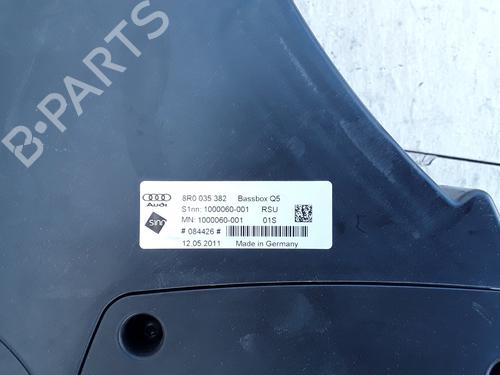 B-PARTS
8R0 035 382 Bassbox Q5
Audi
S1nn: 1000060-001 RSU
sinn
MN: 1000060-001 01S
# 084426 #
12.05.2011 Made in Germany